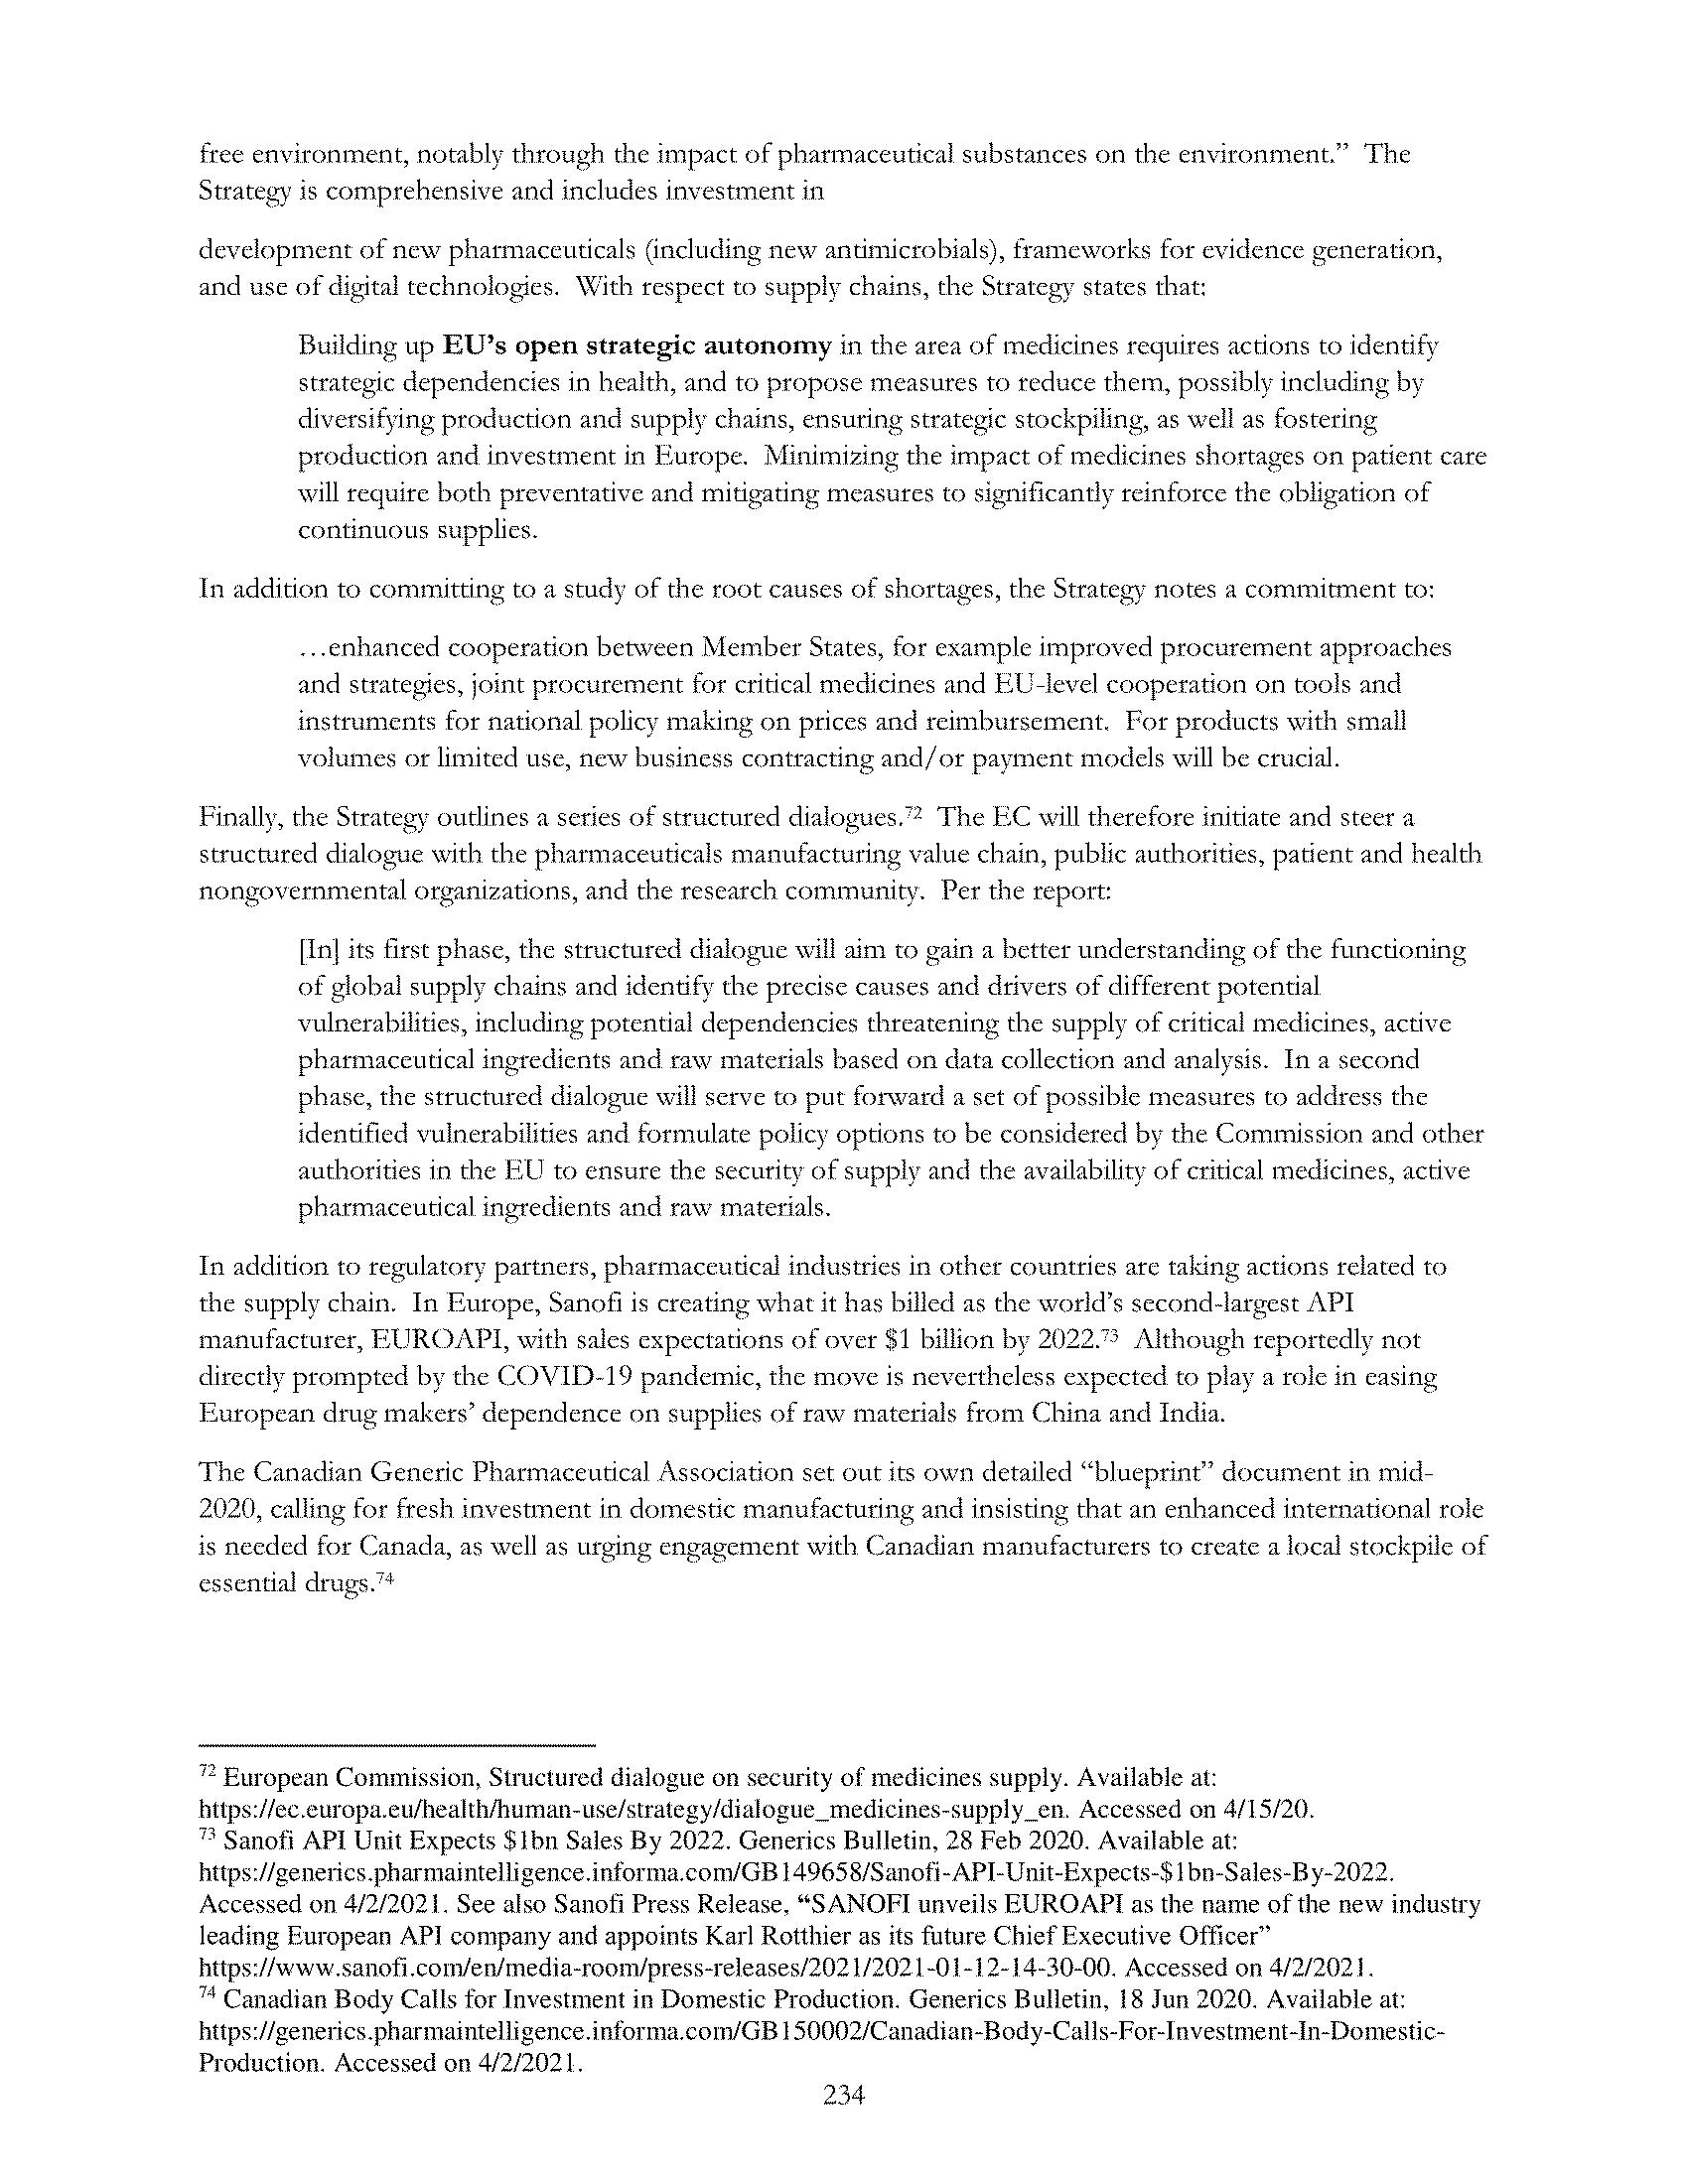 free environment, notably through the impact of pharmaceutical substances on the environment.”  The
Strategy is comprehensive and includes investment in
development of new pharmaceuticals (including new antimicrobials), frameworks for evidence generation,
and use of digital technologies.  With respect to supply chains, the Strategy states that:
Building up EU’s open strategic autonomy in the area of medicines requires actions to identify
strategic dependencies in health, and to propose measures to reduce them, possibly including by
diversifying production and supply chains, ensuring strategic stockpiling, as well as fostering
production and investment in Europe.  Minimizing the impact of medicines shortages on patient care
will require both preventative and mitigating measures to significantly reinforce the obligation of
continuous supplies.
In addition to committing to a study of the root causes of shortages, the Strategy notes a commitment to:
…enhanced cooperation between Member States, for example improved procurement approaches
and strategies, joint procurement for critical medicines and EU-level cooperation on tools and
instruments for national policy making on prices and reimbursement.  For products with small
volumes or limited use, new business contracting and/or payment models will be crucial.
Finally, the Strategy outlines a series of structured dialogues.72  The EC will therefore initiate and steer a
structured dialogue with the pharmaceuticals manufacturing value chain, public authorities, patient and health
nongovernmental organizations, and the research community.  Per the report:
[In] its first phase, the structured dialogue will aim to gain a better understanding of the functioning
of global supply chains and identify the precise causes and drivers of different potential
vulnerabilities, including potential dependencies threatening the supply of critical medicines, active
pharmaceutical ingredients and raw materials based on data collection and analysis.  In a second
phase, the structured dialogue will serve to put forward a set of possible measures to address the
identified vulnerabilities and formulate policy options to be considered by the Commission and other
authorities in the EU to ensure the security of supply and the availability of critical medicines, active
pharmaceutical ingredients and raw materials.
In addition to regulatory partners, pharmaceutical industries in other countries are taking actions related to
the supply chain.  In Europe, Sanofi is creating what it has billed as the world’s second-largest API
manufacturer, EUROAPI, with sales expectations of over $1 billion by 2022.73  Although reportedly not
directly prompted by the COVID-19 pandemic, the move is nevertheless expected to play a role in easing
European drug makers’ dependence on supplies of raw materials from China and India.
The Canadian Generic Pharmaceutical Association set out its own detailed “blueprint” document in mid-
2020, calling for fresh investment in domestic manufacturing and insisting that an enhanced international role
is needed for Canada, as well as urging engagement with Canadian manufacturers to create a local stockpile of
essential drugs.74
72 European Commission, Structured dialogue on security of medicines supply. Available at:
https://ec.europa.eu/health/human-use/strategy/dialogue_medicines-supply_en. Accessed on 4/15/20.
73 Sanofi API Unit Expects $1bn Sales By 2022. Generics Bulletin, 28 Feb 2020. Available at:
https://generics.pharmaintelligence.informa.com/GB149658/Sanofi-API-Unit-Expects-$1bn-Sales-By-2022.
Accessed on 4/2/2021. See also Sanofi Press Release, “SANOFI unveils EUROAPI as the name of the new industry
leading European API company and appoints Karl Rotthier as its future Chief Executive Officer”
https://www.sanofi.com/en/media-room/press-releases/2021/2021-01-12-14-30-00. Accessed on 4/2/2021.
74 Canadian Body Calls for Investment in Domestic Production. Generics Bulletin, 18 Jun 2020. Available at:
https://generics.pharmaintelligence.informa.com/GB150002/Canadian-Body-Calls-For-Investment-In-Domestic-
Production. Accessed on 4/2/2021.
234